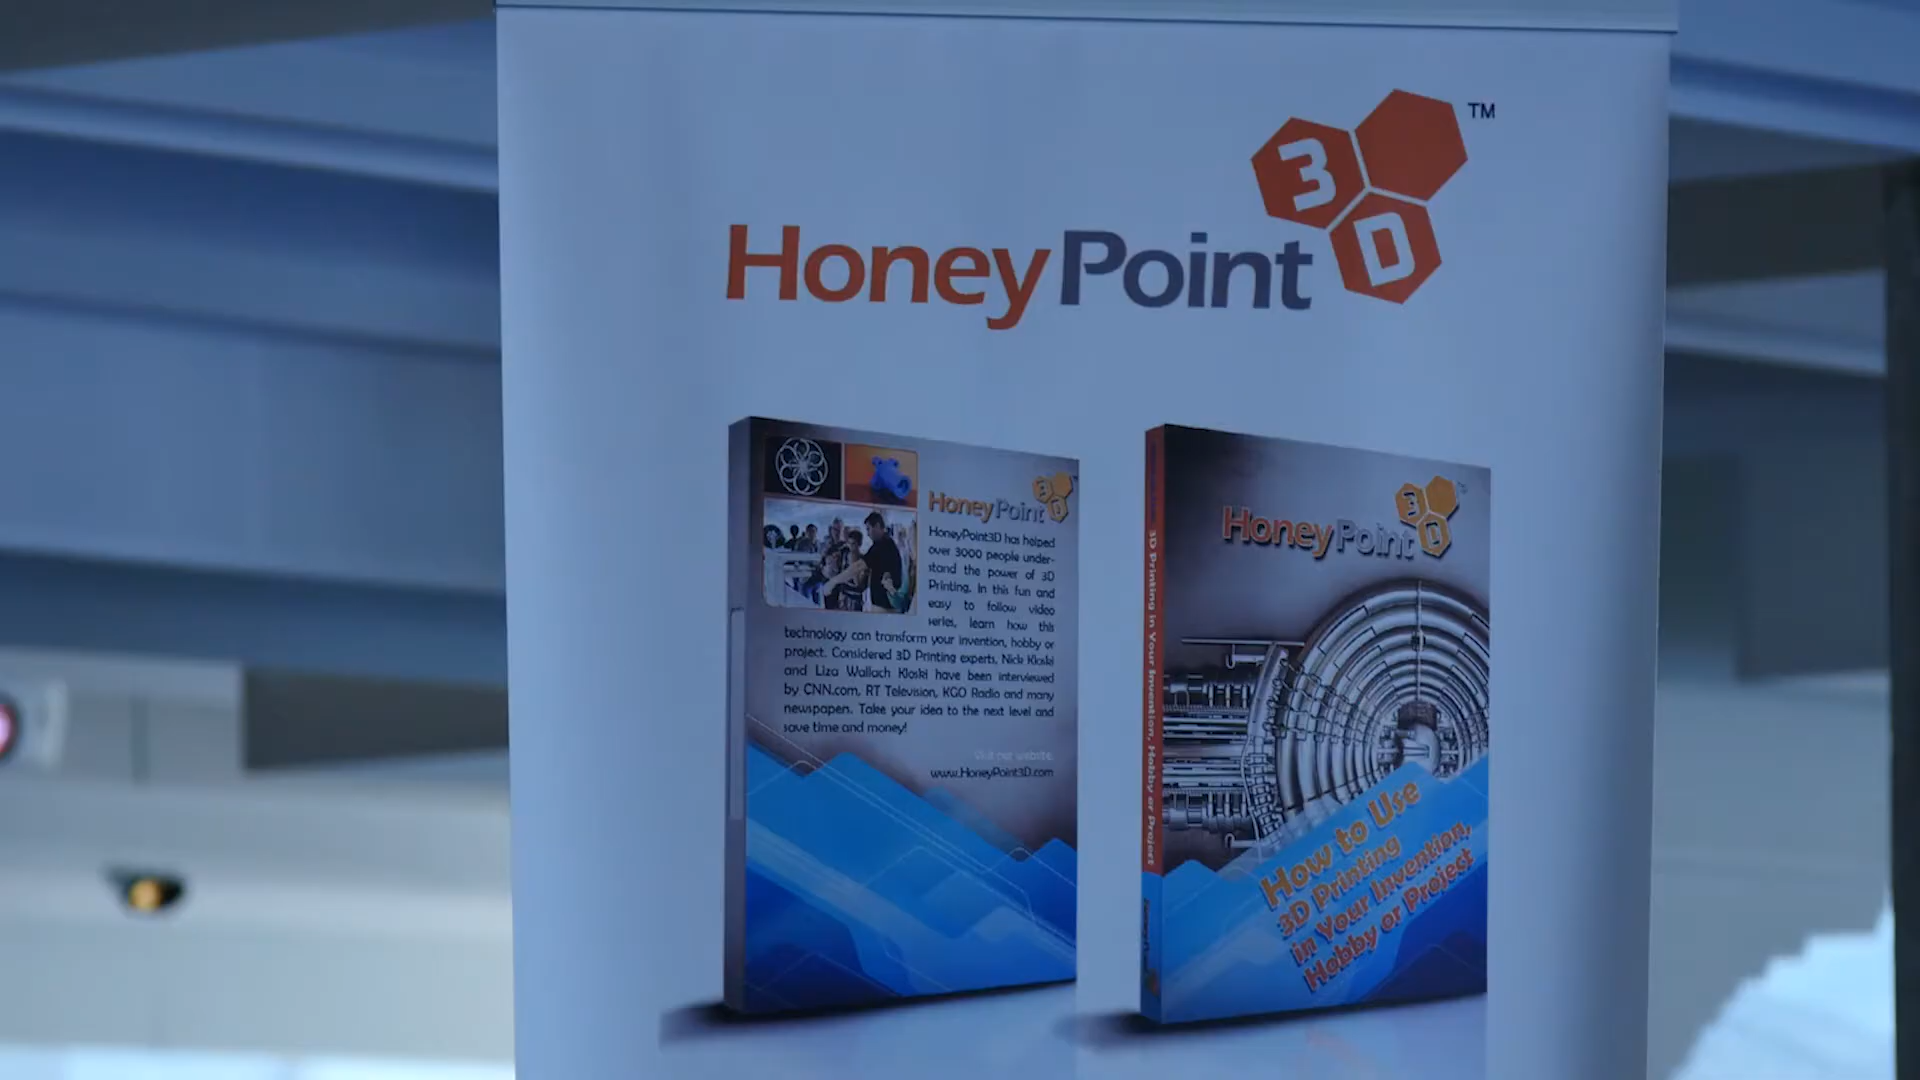 HoneyPoint 3D ™
HoneyPoint 3D
HoneyPoint3D has helped
over 3000 people under-
stand the power of 3D
Printing. In this fun and
easy to follow video
series, learn how this
technology can transform your invention, hobby or
project. Considered 3D Printing experts, Nick Kloski
and Liza Wallach Kloski have been interviewed
by CNN.com, RT Television, KGO Radio and many
newspapers. Take your idea to the next level and
save time and money!
Visit our website:
www.HoneyPoint3D.com
3D Printing in Your Invention, Hobby or Project
HoneyPoint 3D
How to Use
3D Printing
in Your Invention,
Hobby or Project